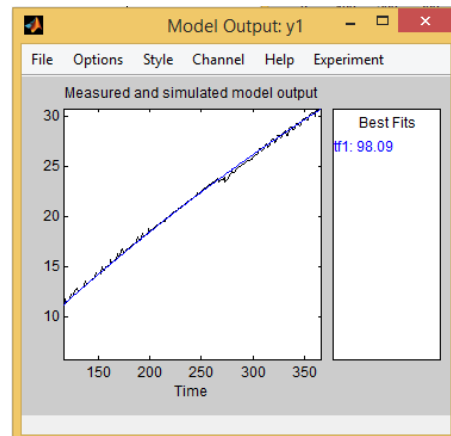 Model Output: y1
File Options Style Channel Help Experiment
Measured and simulated model output
30
25
20
15
10
150 200 250 300 350
Time
Best Fits
tf1: 98.09